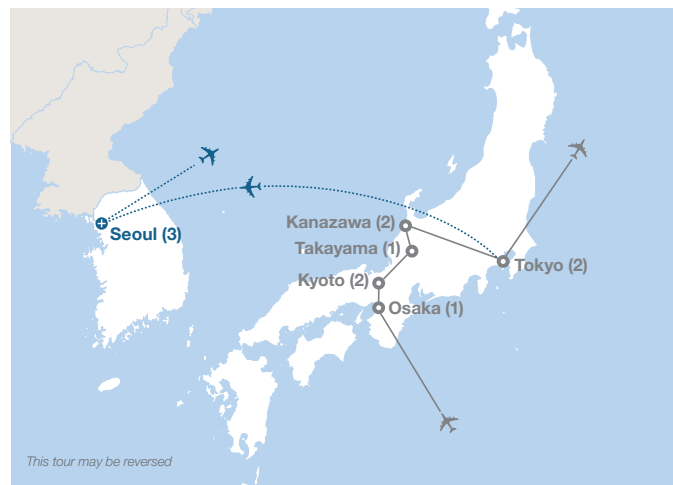 Kanazawa (2)
Seoul (3)
Takayama (1)
Tokyo (2)
Kyoto (2)
Osaka (1)
This tour may be reversed